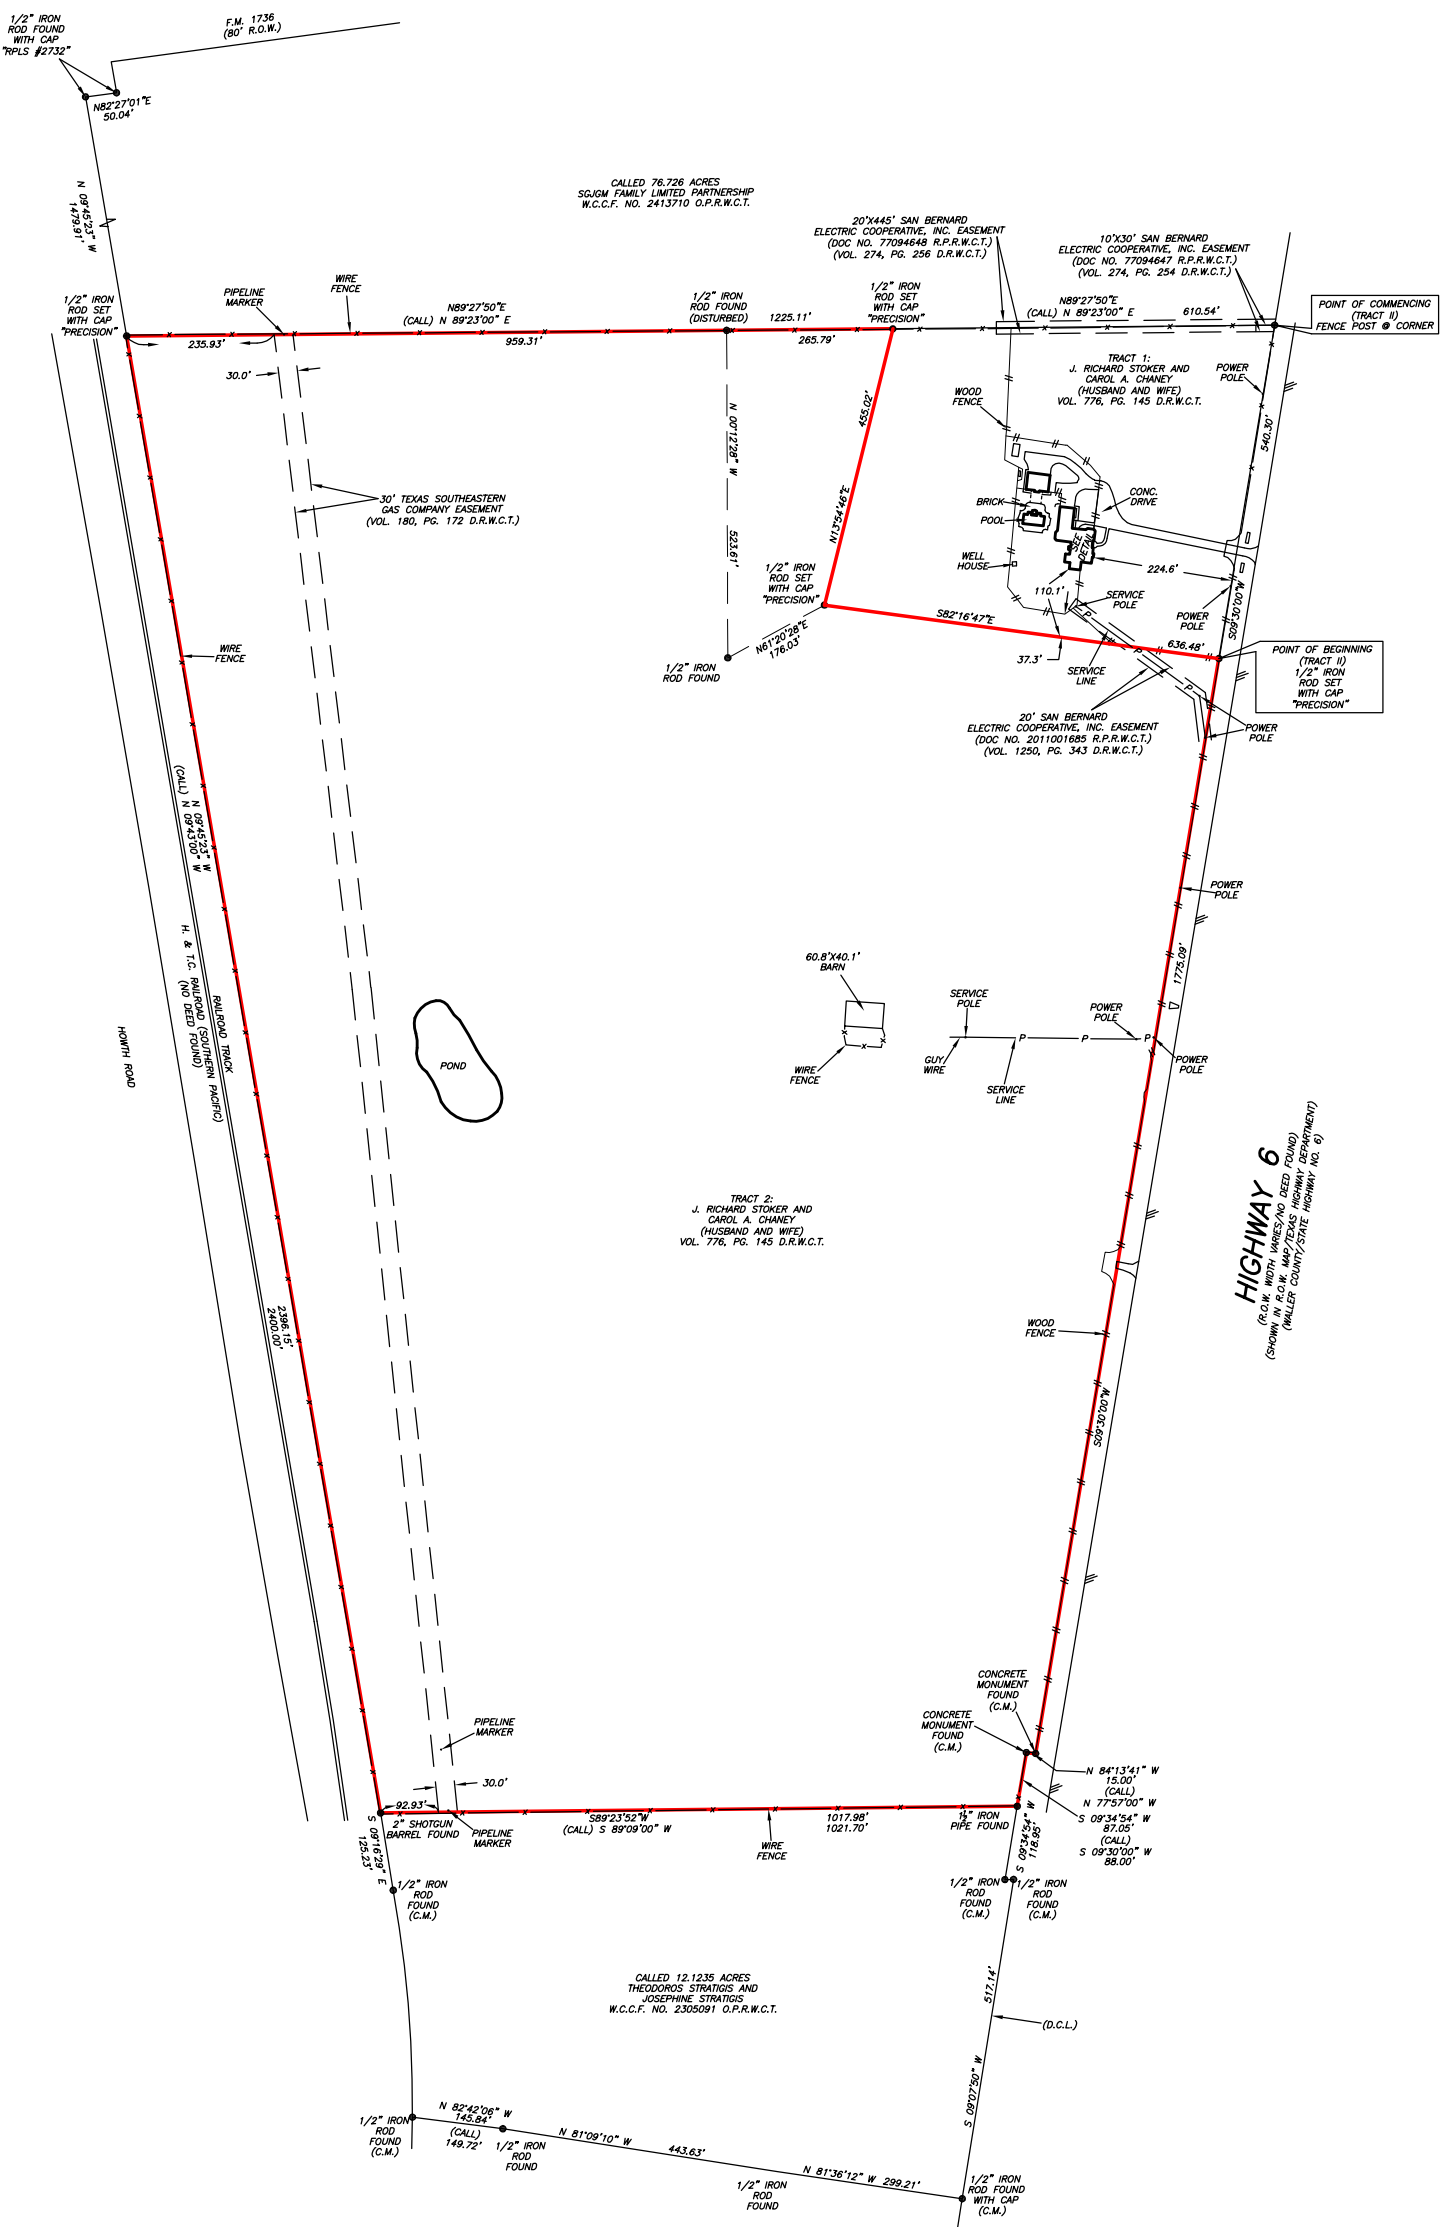 1/2" IRON
ROD FOUND
WITH CAP
"RPLS #2732"
F.M. 1736
(80' R.O.W.)
N82°27'01"E
50.04'
N 09°45'23" W
1479.91'
CALLED 76.726 ACRES
SGJGM FAMILY LIMITED PARTNERSHIP
W.C.C.F. NO. 2413710 O.P.R.W.C.T.
20'X445' SAN BERNARD
ELECTRIC COOPERATIVE, INC. EASEMENT
(DOC NO. 77094648 R.P.R.W.C.T.)
(VOL. 274, PG. 256 D.R.W.C.T.)
10'X30' SAN BERNARD
ELECTRIC COOPERATIVE, INC. EASEMENT
(DOC NO. 77094647 R.P.R.W.C.T.)
(VOL. 274, PG. 254 D.R.W.C.T.)
1/2" IRON
ROD SET
WITH CAP
"PRECISION"
PIPELINE
MARKER
WIRE
FENCE
N89°27'50"E
(CALL) N 89°23'00" E
1/2" IRON
ROD FOUND
(DISTURBED)
1225.11'
1/2" IRON
ROD SET
WITH CAP
"PRECISION"
N89°27'50"E
(CALL) N 89°23'00" E
610.54'
POINT OF COMMENCING
(TRACT II)
FENCE POST @ CORNER
235.93'
959.31'
265.79'
30.0'
TRACT 1:
J. RICHARD STOKER AND
CAROL A. CHANEY
(HUSBAND AND WIFE)
VOL. 776, PG. 145 D.R.W.C.T.
POWER
POLE
WOOD
FENCE
540.30'
455.02'
N13°54'46"E
N 00°12'28" W
523.61'
30' TEXAS SOUTHEASTERN
GAS COMPANY EASEMENT
(VOL. 180, PG. 172 D.R.W.C.T.)
BRICK
POOL
CONC.
DRIVE
SEE
DETAIL
WELL
HOUSE
224.6'
110.1'
SERVICE
POLE
POWER
POLE
S09°30'00"W
1/2" IRON
ROD SET
WITH CAP
"PRECISION"
S82°16'47"E
636.48'
N61°20'28"E
176.03'
1/2" IRON
ROD FOUND
37.3'
P
P
P
SERVICE
LINE
POINT OF BEGINNING
(TRACT II)
1/2" IRON
ROD SET
WITH CAP
"PRECISION"
WIRE
FENCE
20' SAN BERNARD
ELECTRIC COOPERATIVE, INC. EASEMENT
(DOC NO. 2011001685 R.P.R.W.C.T.)
(VOL. 1250, PG. 343 D.R.W.C.T.)
POWER
POLE
N 09°45'23" W
(CALL) N 09°43'00" W
POWER
POLE
1775.09'
RAILROAD TRACK
H. & T.C. RAILROAD (SOUTHERN PACIFIC)
(NO DEED FOUND)
HOWTH ROAD
60.8'X40.1'
BARN
WIRE
FENCE
SERVICE
POLE
GUY
WIRE
SERVICE
LINE
P
P
P
POWER
POLE
POWER
POLE
POND
HIGHWAY 6
(R.O.W. WIDTH VARIES/NO DEED FOUND)
(SHOWN IN R.O.W. MAP/TEXAS HIGHWAY DEPARTMENT)
(WALLER COUNTY/STATE HIGHWAY NO. 6)
TRACT 2:
J. RICHARD STOKER AND
CAROL A. CHANEY
(HUSBAND AND WIFE)
VOL. 776, PG. 145 D.R.W.C.T.
2396.15'
2400.00'
WOOD
FENCE
S09°30'00"W
CONCRETE
MONUMENT
FOUND
(C.M.)
CONCRETE
MONUMENT
FOUND
(C.M.)
PIPELINE
MARKER
N 84°13'41" W
15.00'
(CALL)
N 77°57'00" W
S 09°34'54" W
87.05'
(CALL)
S 09°30'00" W
88.00'
30.0'
92.93'
2" SHOTGUN
BARREL FOUND
PIPELINE
MARKER
S89°23'52"W
(CALL) S 89°09'00" W
WIRE
FENCE
1017.98'
1021.70'
1/2" IRON
PIPE FOUND
S 09°16'29" E
125.23'
S 09°34'54" W
118.95'
1/2" IRON
ROD
FOUND
(C.M.)
1/2" IRON
ROD
FOUND
(C.M.)
1/2" IRON
ROD
FOUND
(C.M.)
CALLED 12.1235 ACRES
THEODOROS STRATIGIS AND
JOSEPHINE STRATIGIS
W.C.C.F. NO. 2305091 O.P.R.W.C.T.
517.14'
(D.C.L.)
S 09°07'50" W
1/2" IRON
ROD
FOUND
(C.M.)
N 82°42'06" W
145.84'
(CALL)
149.72'
1/2" IRON
ROD
FOUND
N 81°09'10" W
443.63'
N 81°36'12" W 299.21'
1/2" IRON
ROD
FOUND
1/2" IRON
ROD FOUND
WITH CAP
(C.M.)